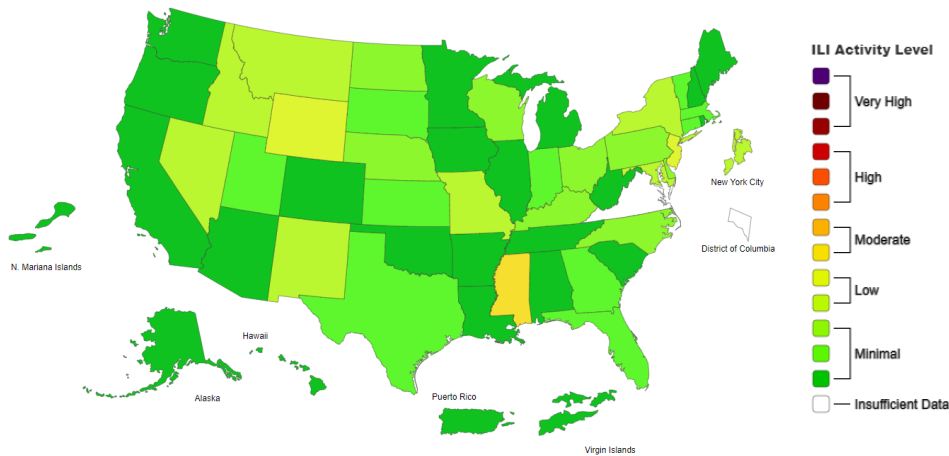 ILI Activity Level
Very High
High
Moderate
Low
Minimal
Insufficient Data
New York City
District of Columbia
N. Mariana Islands
Hawaii
Alaska
Puerto Rico
Virgin Islands